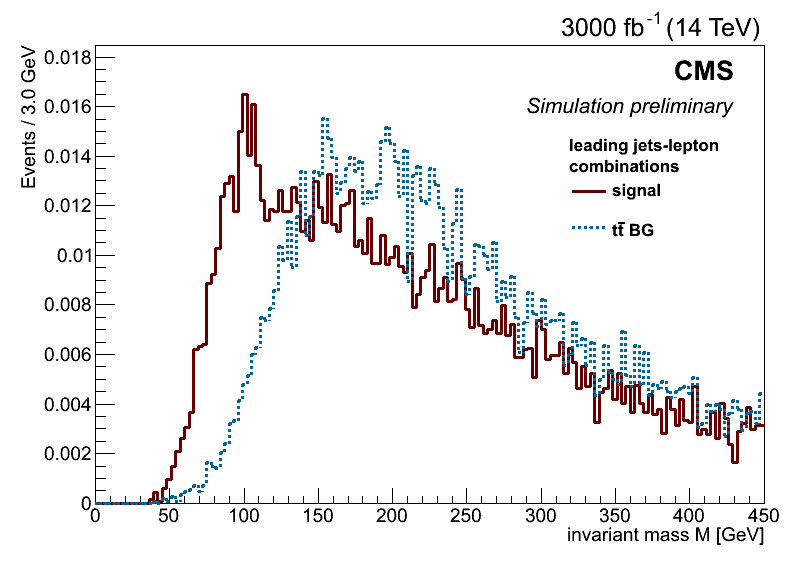 3000 fb⁻¹ (14 TeV)
Events / 3.0 GeV
0.018
0.016
0.014
0.012
0.01
0.008
0.006
0.004
0.002
0
CMS
Simulation preliminary
leading jets-lepton
combinations
signal
tt̄ BG
0 50 100 150 200 250 300 350 400 450
invariant mass M [GeV]